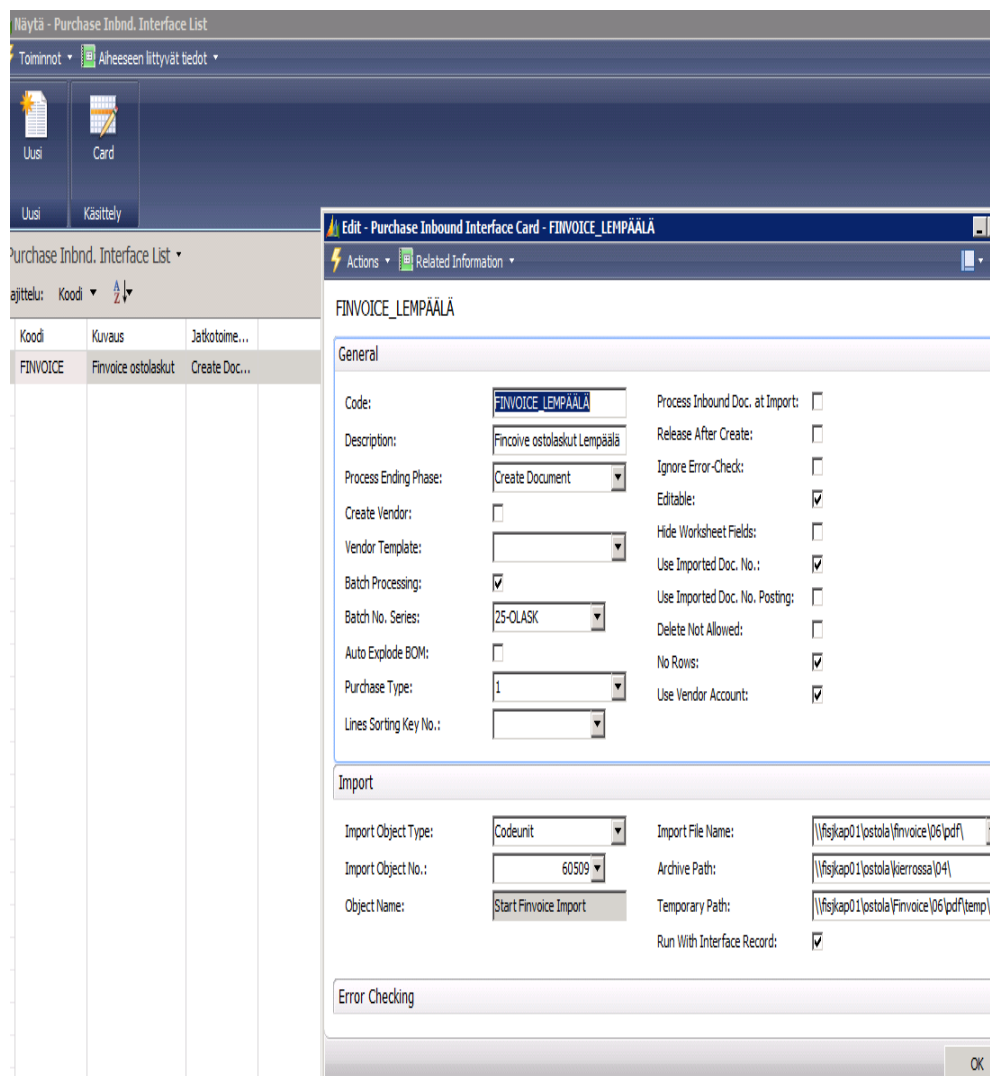 Näytä - Purchase Inbnd. Interface List
Toiminnot Aiheeseen liittyvät tiedot
Uusi Card
Uusi Käsittely
Purchase Inbnd. Interface List
ajittelu: Koodi
Koodi Kuvaus Jatkotoime...
FINVOICE Finvoice ostolaskut Create Doc...
Edit - Purchase Inbound Interface Card - FINVOICE_LEMPÄÄLÄ
Actions Related Information
FINVOICE_LEMPÄÄLÄ
General
Code: FINVOICE_LEMPÄÄLÄ Process Inbound Doc. at Import:
Description: Fincoive ostolaskut Lempäälä Release After Create:
Process Ending Phase: Create Document Ignore Error-Check:
Create Vendor: Editable:
Vendor Template: Hide Worksheet Fields:
Batch Processing: Use Imported Doc. No.:
Batch No. Series: 25-OLASK Use Imported Doc. No. Posting:
Auto Explode BOM: Delete Not Allowed:
Purchase Type: 1 No Rows:
Lines Sorting Key No.: Use Vendor Account:
Import
Import Object Type: Codeunit Import File Name: \\fisjkap01\ostola\finvoice\06\pdf\
Import Object No.: 60509 Archive Path: \\fisjkap01\ostola\kierrossa\04\
Object Name: Start Finvoice Import Temporary Path: \\fisjkap01\ostola\Finvoice\06\pdf\temp\
Run With Interface Record:
Error Checking
OK